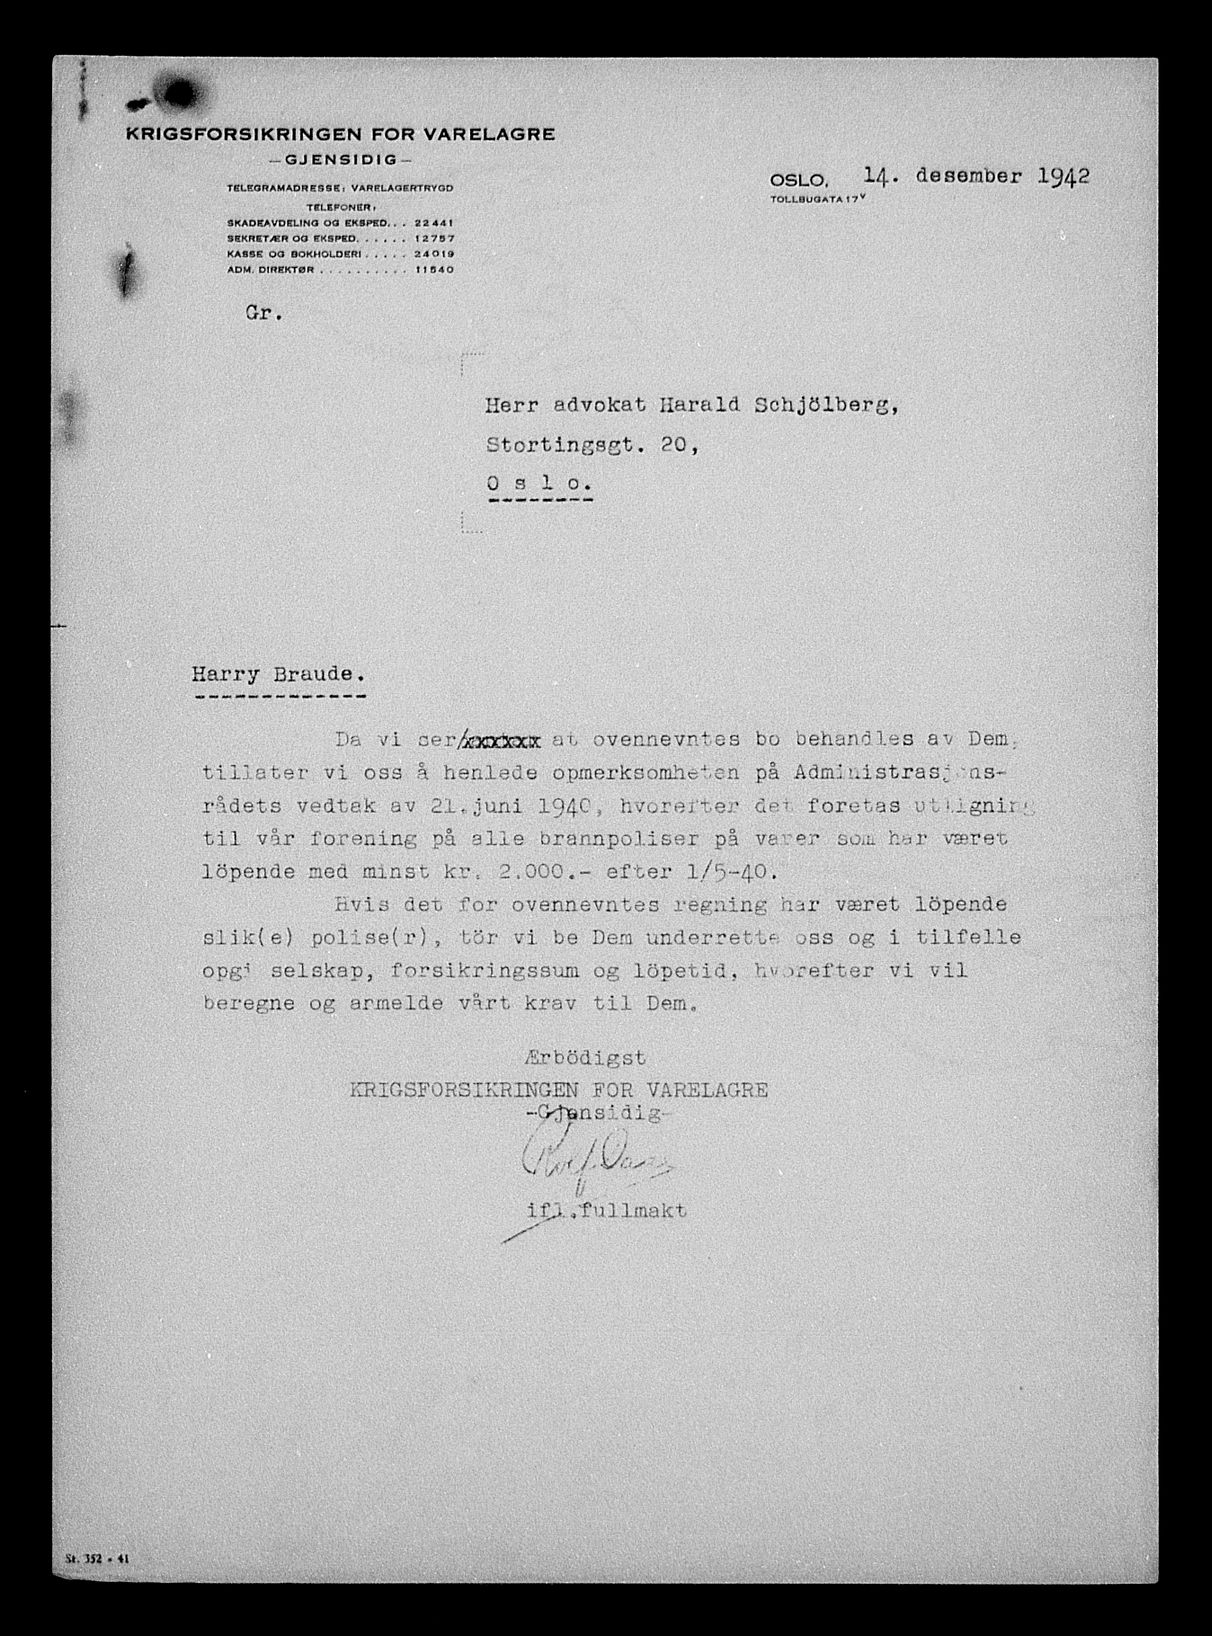 KRIGSFORSIKRINGEN FOR VARELAGRE
—GJENSIDIG—
TELEGRAMADRESSE: VARELAGERTRYGD
TELEFONER:
SKADEAVDELING OG EKSPED. . . 22441
SEKRETÆR OG EKSPED. . . . . . 12757
KASSE OG BOKHOLDERI . . . . . 24019
ADM. DIREKTØR . . . . . . . . . . 11540
OSLO, 14. desember 1942
TOLLBUGATA 17 V
Gr.
Herr advokat Harald Schjölberg,
Stortingsgt. 20,
O s l o.
Harry Braude.
Da vi ser/xxxxxx at ovennevntes bo behandles av Dem,
tillater vi oss å henlede opmerksomheten på Administrasjons-
rådets vedtak av 21.juni 1940, hvorefter det foretas utligning
til vår forening på alle brannpoliser på varer som har været
löpende med minst kr. 2.000.- efter 1/5-40.
Hvis det for ovennevntes regning har været löpende
slik(e) polise(r), tör vi be Dem underrette oss og i tilfelle
opgi selskap, forsikringssum og löpetid, hvorefter vi vil
beregne og anmelde vårt krav til Dem.
Ærbödigst
KRIGSFORSIKRINGEN FOR VARELAGRE
-Gjensidig-
Rolf
ifl.fullmakt
St. 352 - 41